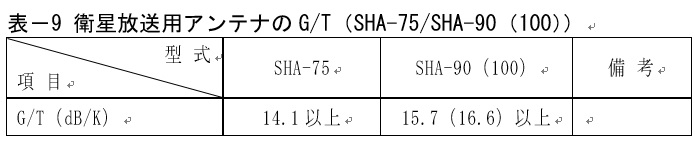 表－9 衛星放送用アンテナのG/T（SHA-75/SHA-90（100））
型 式
項 目
SHA-75
SHA-90（100）
備 考
G/T（dB/K）
14.1以上
15.7（16.6）以上